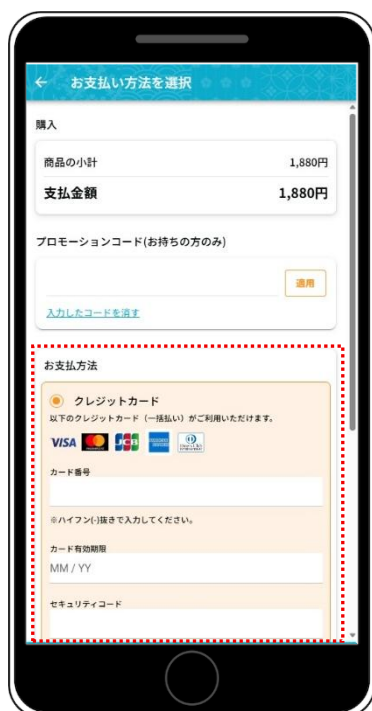 ← お支払い方法を選択
購入
商品の小計 1,880円
支払金額 1,880円
プロモーションコード(お持ちの方のみ)
適用
入力したコードを消す
お支払方法
クレジットカード
以下のクレジットカード（一括払い）がご利用いただけます。
VISA JCB
カード番号
※ハイフン(-)抜きで入力してください。
カード有効期限
MM / YY
セキュリティコード